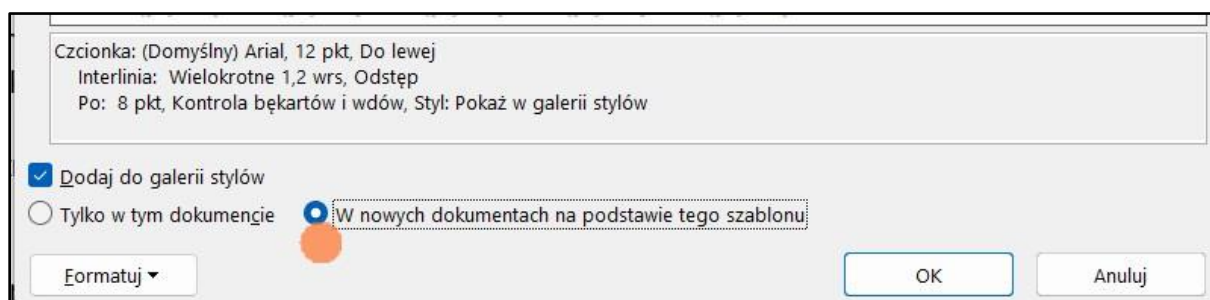 Czcionka: (Domyślny) Arial, 12 pkt, Do lewej
Interlinia: Wielokrotne 1,2 wrs, Odstęp
Po: 8 pkt, Kontrola bękartów i wdów, Styl: Pokaż w galerii stylów
Dodaj do galerii stylów
Tylko w tym dokumencie W nowych dokumentach na podstawie tego szablonu
Formatuj OK Anuluj